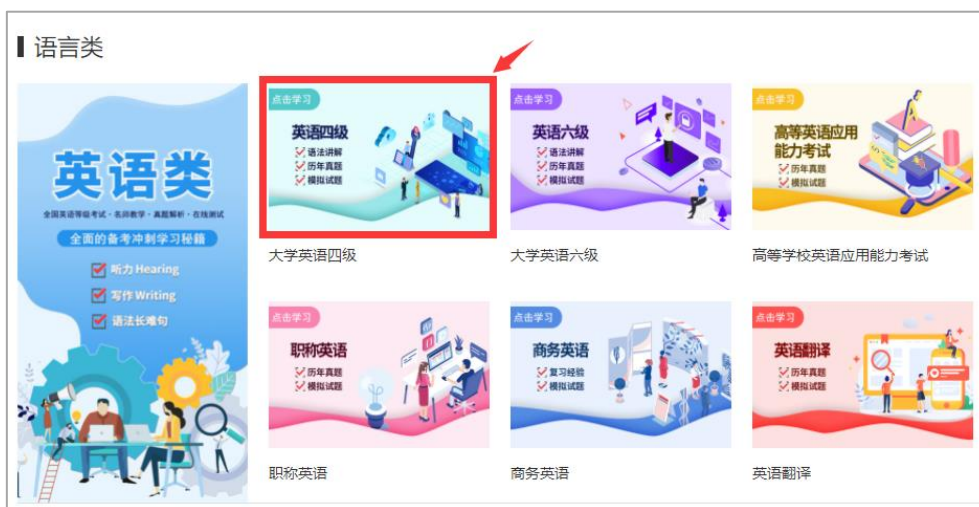 语言类
英语类
全国英语等级考试·名师教学·真题解析·在线测试
全面的备考冲刺学习秘籍
听力 Hearing
写作 Writing
语法长难句
点击学习
英语四级
语法讲解
历年真题
模拟试题
大学英语四级
点击学习
英语六级
语法讲解
历年真题
模拟试题
大学英语六级
点击学习
高等英语应用
能力考试
历年真题
模拟试题
高等学校英语应用能力考试
点击学习
职称英语
历年真题
模拟试题
职称英语
点击学习
商务英语
复习经验
模拟试题
商务英语
点击学习
英语翻译
历年真题
模拟试题
英语翻译